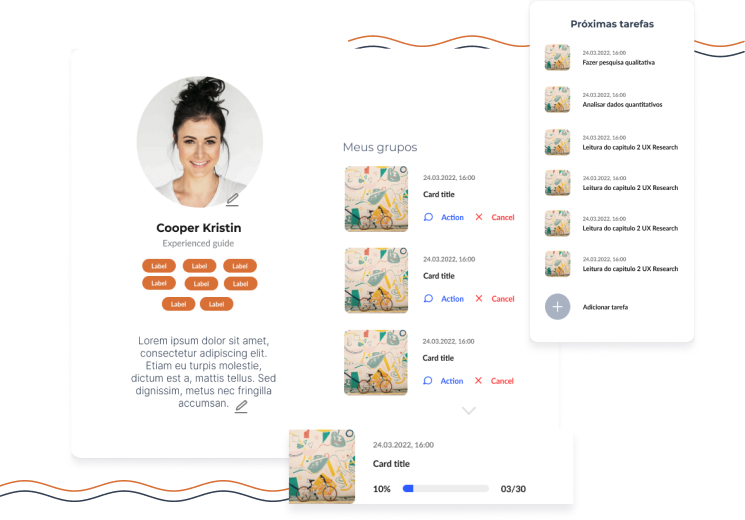 Cooper Kristin
Experienced guide
Label Label Label
Label Label Label
Label Label
Lorem ipsum dolor sit amet,
consectetur adipiscing elit.
Etiam eu turpis molestie,
dictum est a, mattis tellus. Sed
dignissim, metus nec fringilla
accumsan.
Meus grupos
24.03.2022, 16:00
Card title
Action Cancel
24.03.2022, 16:00
Card title
Action Cancel
24.03.2022, 16:00
Card title
Action Cancel
24.03.2022, 16:00
Card title
10% 03/30
Próximas tarefas
24.03.2022, 16:00
Fazer pesquisa qualitativa
24.03.2022, 16:00
Analisar dados quantitativos
24.03.2022, 16:00
Leitura do capitulo 2 UX Research
24.03.2022, 16:00
Leitura do capitulo 2 UX Research
24.03.2022, 16:00
Leitura do capitulo 2 UX Research
24.03.2022, 16:00
Leitura do capitulo 2 UX Research
Adicionar tarefa